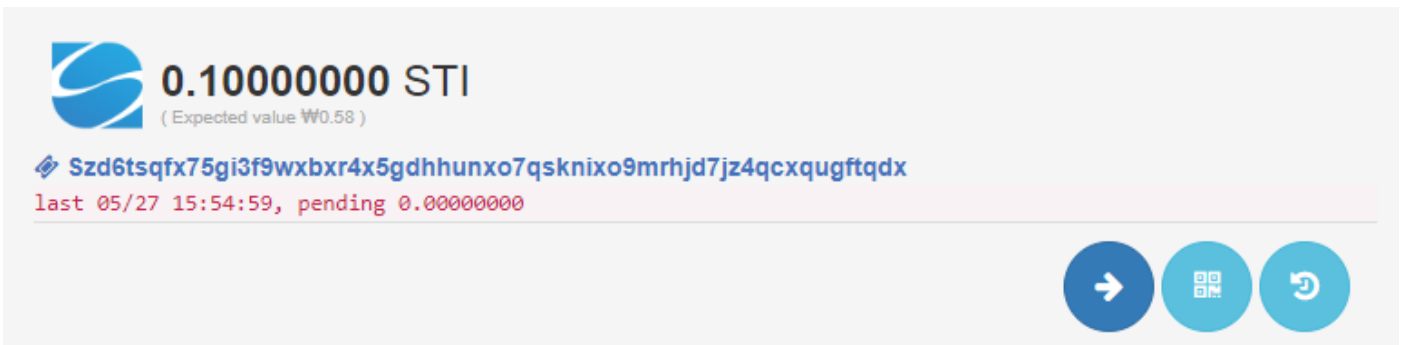 0.10000000 STI
( Expected value ₩0.58 )
Szd6tsqfx75gi3f9wxbxr4x5gdhhunxo7qsknixo9mrhjd7jz4qcxqugftqdx
last 05/27 15:54:59, pending 0.00000000